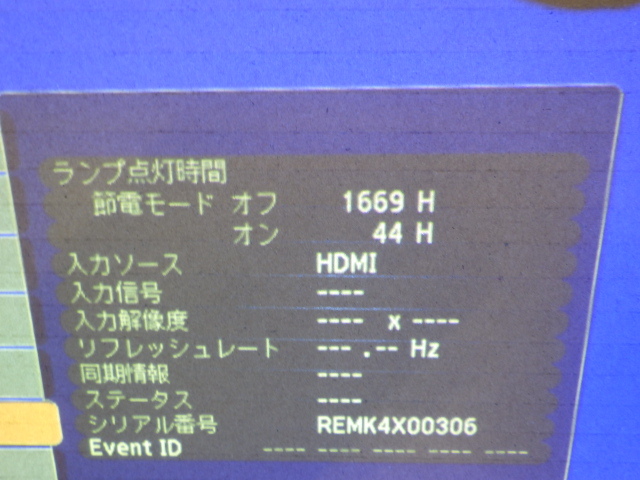 ランプ点灯時間
節電モード オフ 1669 H
オン 44 H
入力ソース HDMI
入力信号 ----
入力解像度 ---- x ----
リフレッシュレート --- .-- Hz
同期情報 ----
ステータス ----
シリアル番号 REMK4X00306
Event ID ---- ---- ---- ---- ----